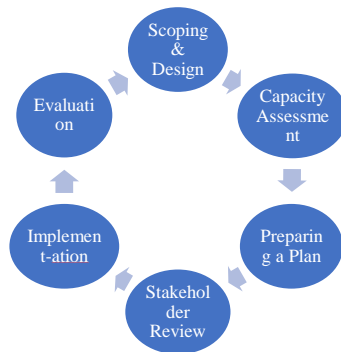 Scoping
&
Design
Capacity
Assessme
nt
Preparin
g a Plan
Stakehol
der
Review
Implemen
t-ation
Evaluati
on